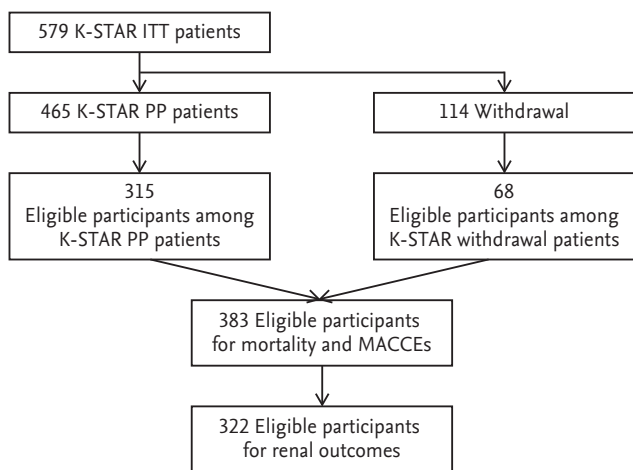 579 K-STAR ITT patients
465 K-STAR PP patients
114 Withdrawal
315
Eligible participants among
K-STAR PP patients
68
Eligible participants among
K-STAR withdrawal patients
383 Eligible participants
for mortality and MACCEs
322 Eligible participants
for renal outcomes